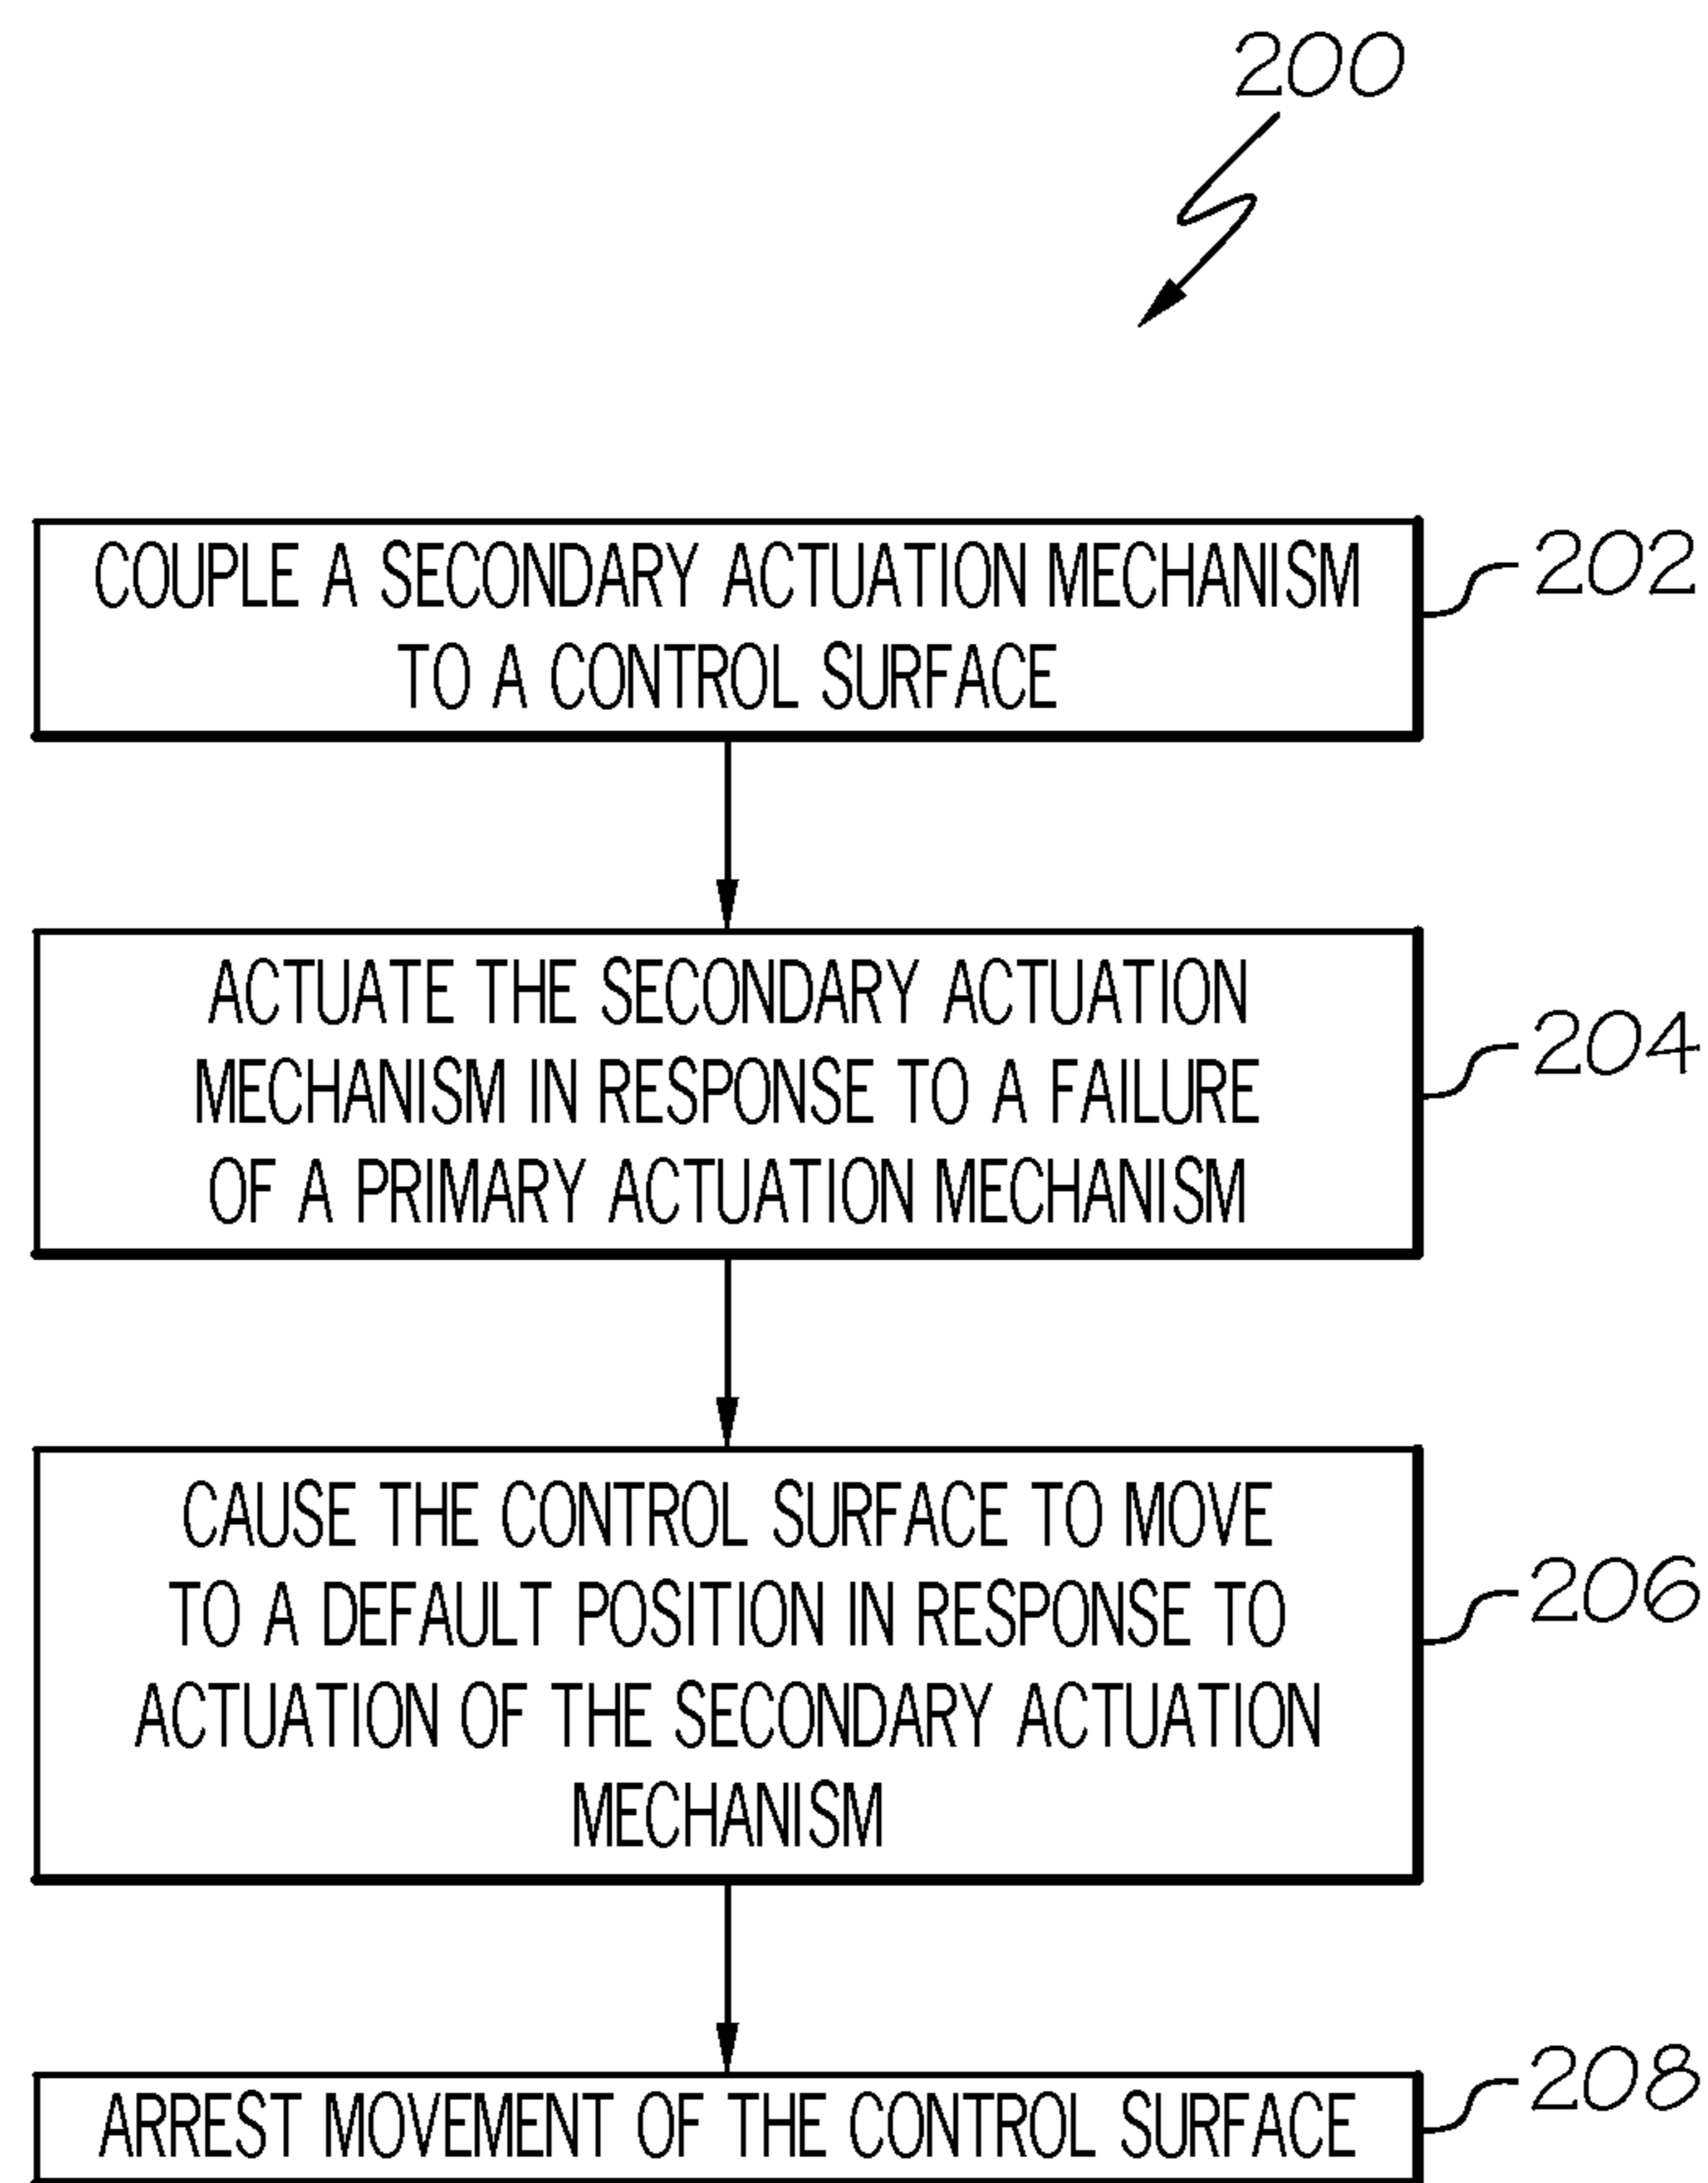 200
COUPLE A SECONDARY ACTUATION MECHANISM
TO A CONTROL SURFACE
202
ACTUATE THE SECONDARY ACTUATION
MECHANISM IN RESPONSE TO A FAILURE
OF A PRIMARY ACTUATION MECHANISM
204
CAUSE THE CONTROL SURFACE TO MOVE
TO A DEFAULT POSITION IN RESPONSE TO
ACTUATION OF THE SECONDARY ACTUATION
MECHANISM
206
ARREST MOVEMENT OF THE CONTROL SURFACE
208